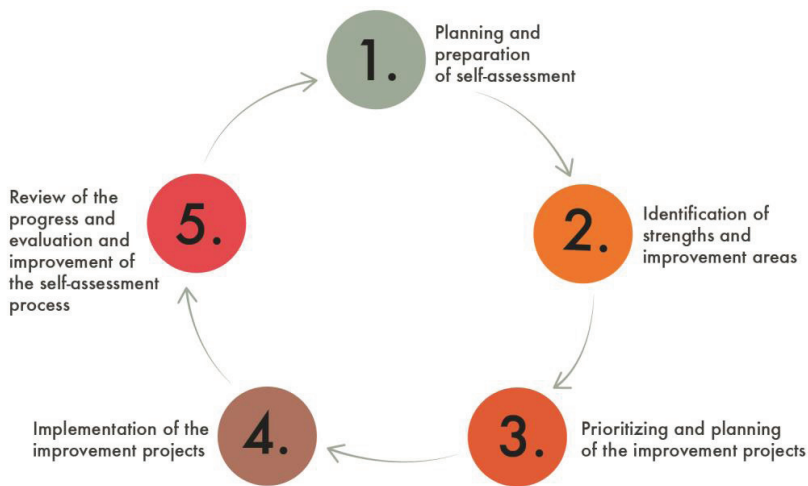 1.
Planning and
preparation
of self-assessment
2.
Identification of
strengths and
improvement areas
3.
Prioritizing and planning
of the improvement projects
4.
Implementation of the
improvement projects
5.
Review of the
progress and
evaluation and
improvement of
the self-assessment
process